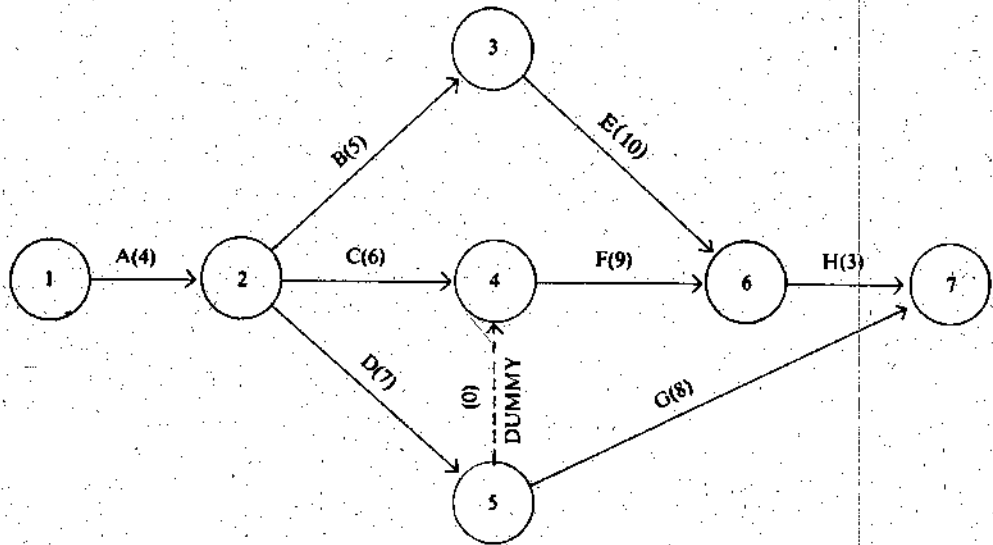 3
B(5)
E(10)
1
A(4)
2
C(6)
4
F(9)
6
H(3)
7
D(7)
(0)
DUMMY
G(8)
5